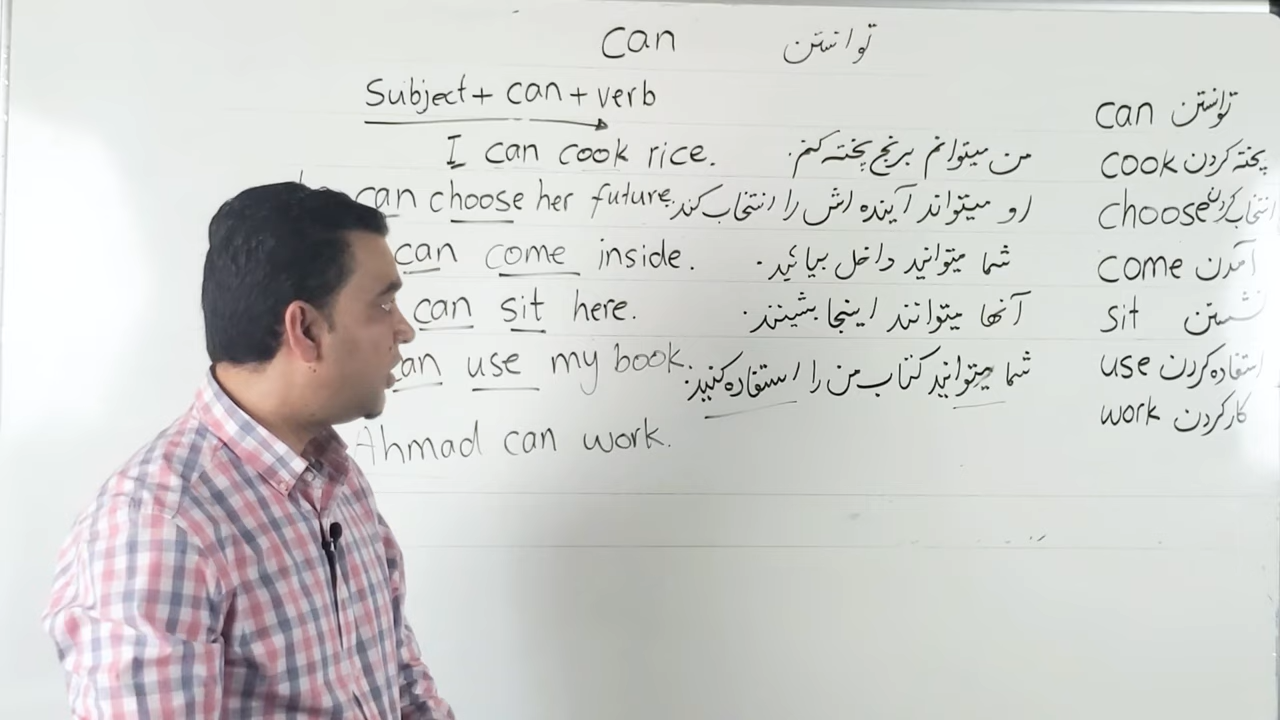 can توانستن
Subject + can + verb
I can cook rice. من میتوانم برنج پخته کنم.
can choose her future. او میتواند آینده اش را انتخاب کند.
can come inside. شما میتوانید داخل بیائید.
can sit here. آنها میتوانند اینجا بشینند.
can use my book. شما میتوانید کتاب من را استفاده کنید.
Ahmad can work.
can توانستن
cook پخته کردن
choose انتخاب کردن
come آمدن
sit نشستن
use استفاده کردن
work کار کردن